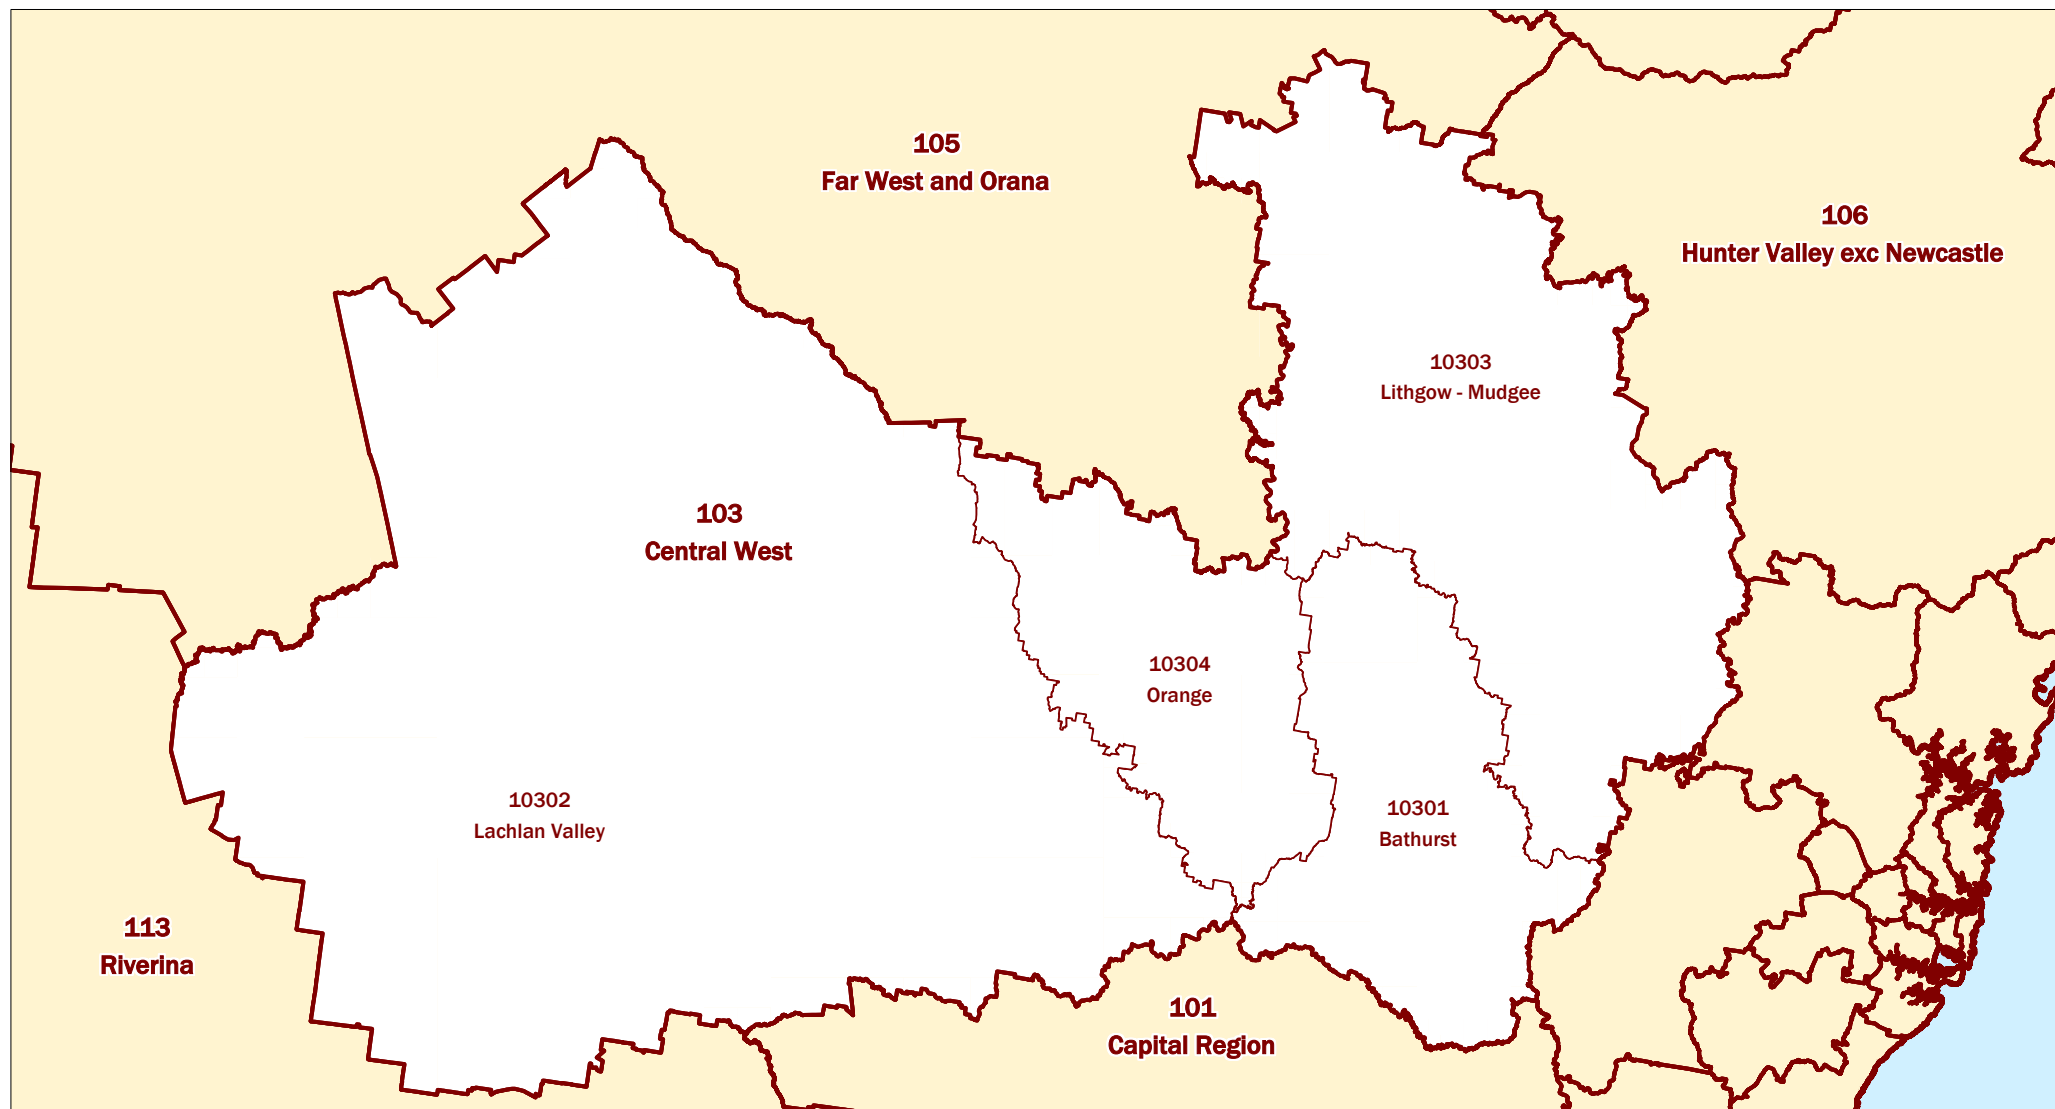 105
Far West and Orana
106
Hunter Valley exc Newcastle
10303
Lithgow - Mudgee
103
Central West
10304
Orange
10302
Lachlan Valley
10301
Bathurst
113
Riverina
101
Capital Region